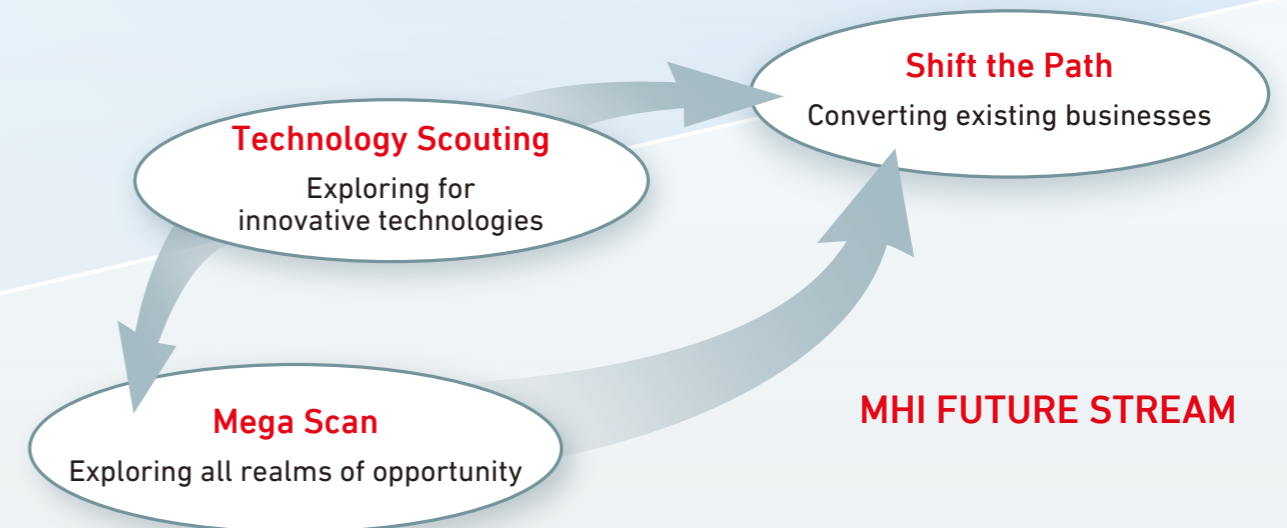 Shift the Path
Converting existing businesses
Technology Scouting
Exploring for
innovative technologies
Mega Scan
Exploring all realms of opportunity
MHI FUTURE STREAM